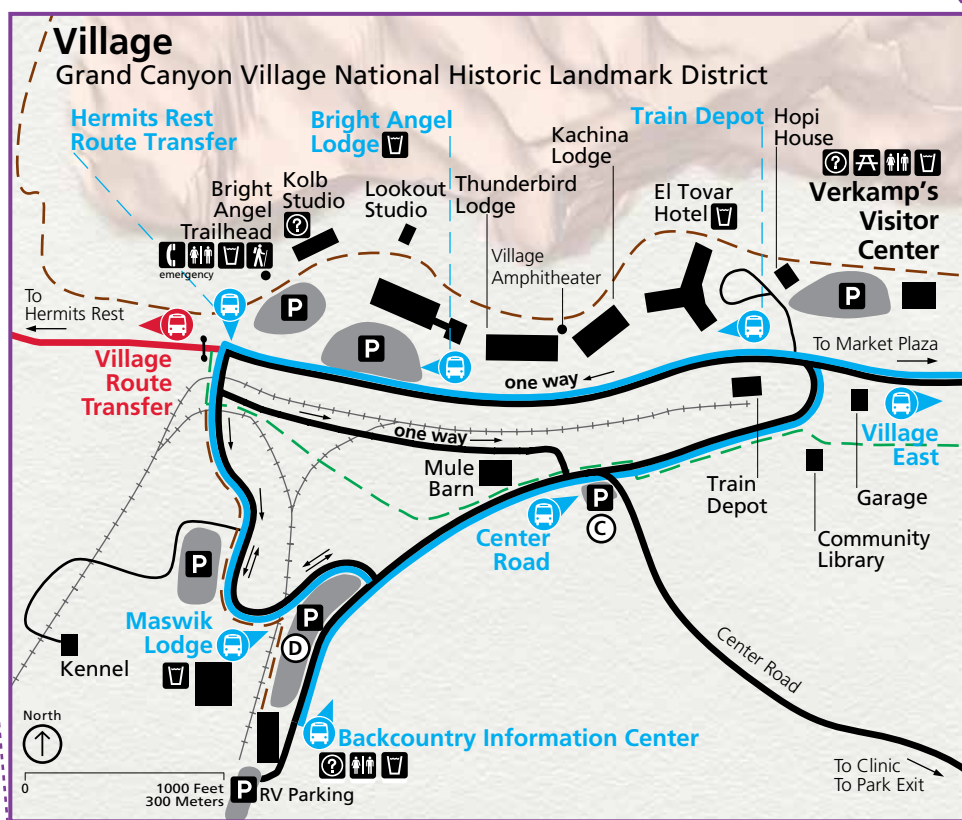 Village
Grand Canyon Village National Historic Landmark District
Hermits Rest
Route Transfer
Bright Angel
Lodge
Train Depot
Hopi
House
Kachina
Lodge
Bright
Angel
Trailhead
emergency
Kolb
Studio
?
Lookout
Studio
Thunderbird
Lodge
El Tovar
Hotel
?
Verkamp's
Visitor
Center
Village
Amphitheater
To
Hermits Rest
P
P
P
To Market Plaza
Village
Route
Transfer
one way
one way
Mule
Barn
Train
Depot
Village
East
Garage
Community
Library
P
C
Center
Road
P
Maswik
Lodge
P
D
Kennel
Center Road
North
Backcountry Information Center
?
0
1000 Feet
300 Meters
P
RV Parking
To Clinic
To Park Exit